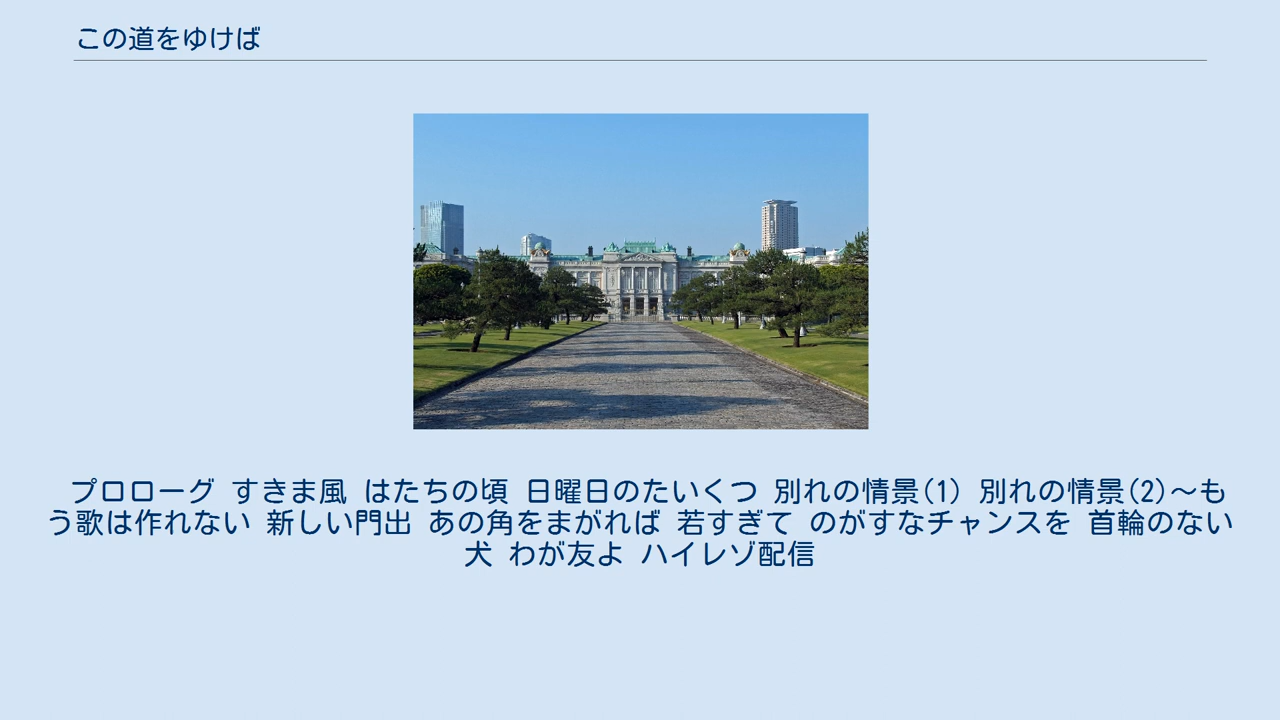 この道をゆけば
プロローグ すきま風 はたちの頃 日曜日のたいくつ 別れの情景(1) 別れの情景(2)～も
う歌は作れない 新しい門出 あの角をまがれば 若すぎて のがすなチャンスを 首輪のない
犬 わが友よ ハイレゾ配信